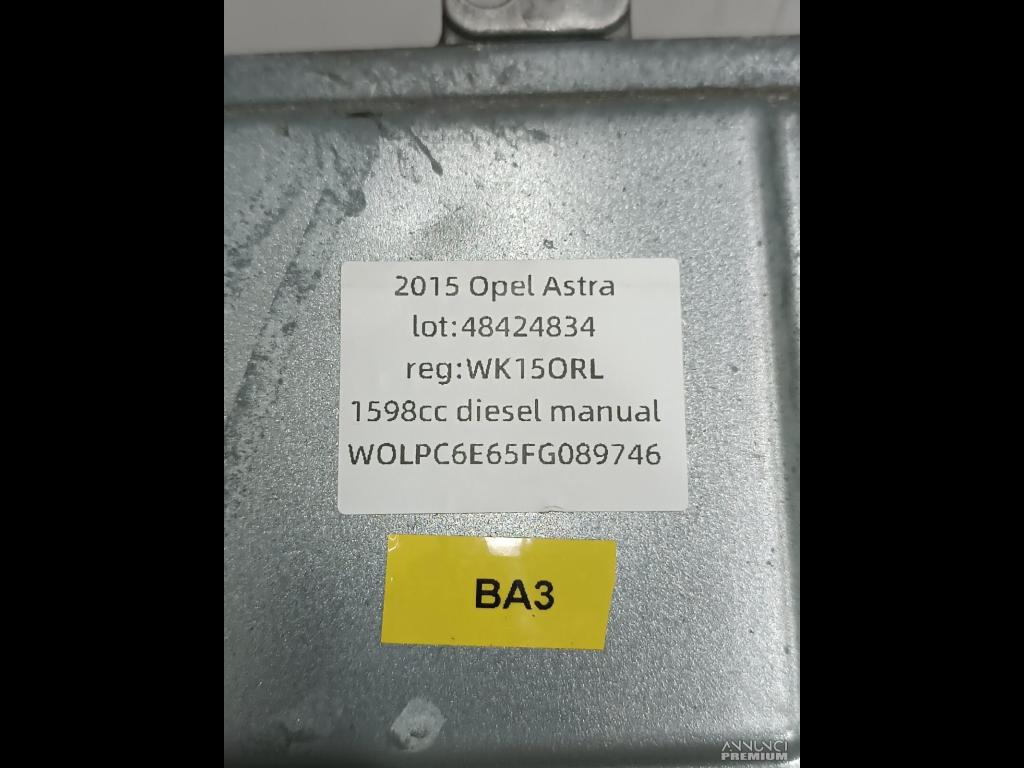 2015 Opel Astra
lot:48424834
reg:WK15ORL
1598cc diesel manual
WOLPC6E65FG089746
BA3
ANNUNCI
PREMIUM